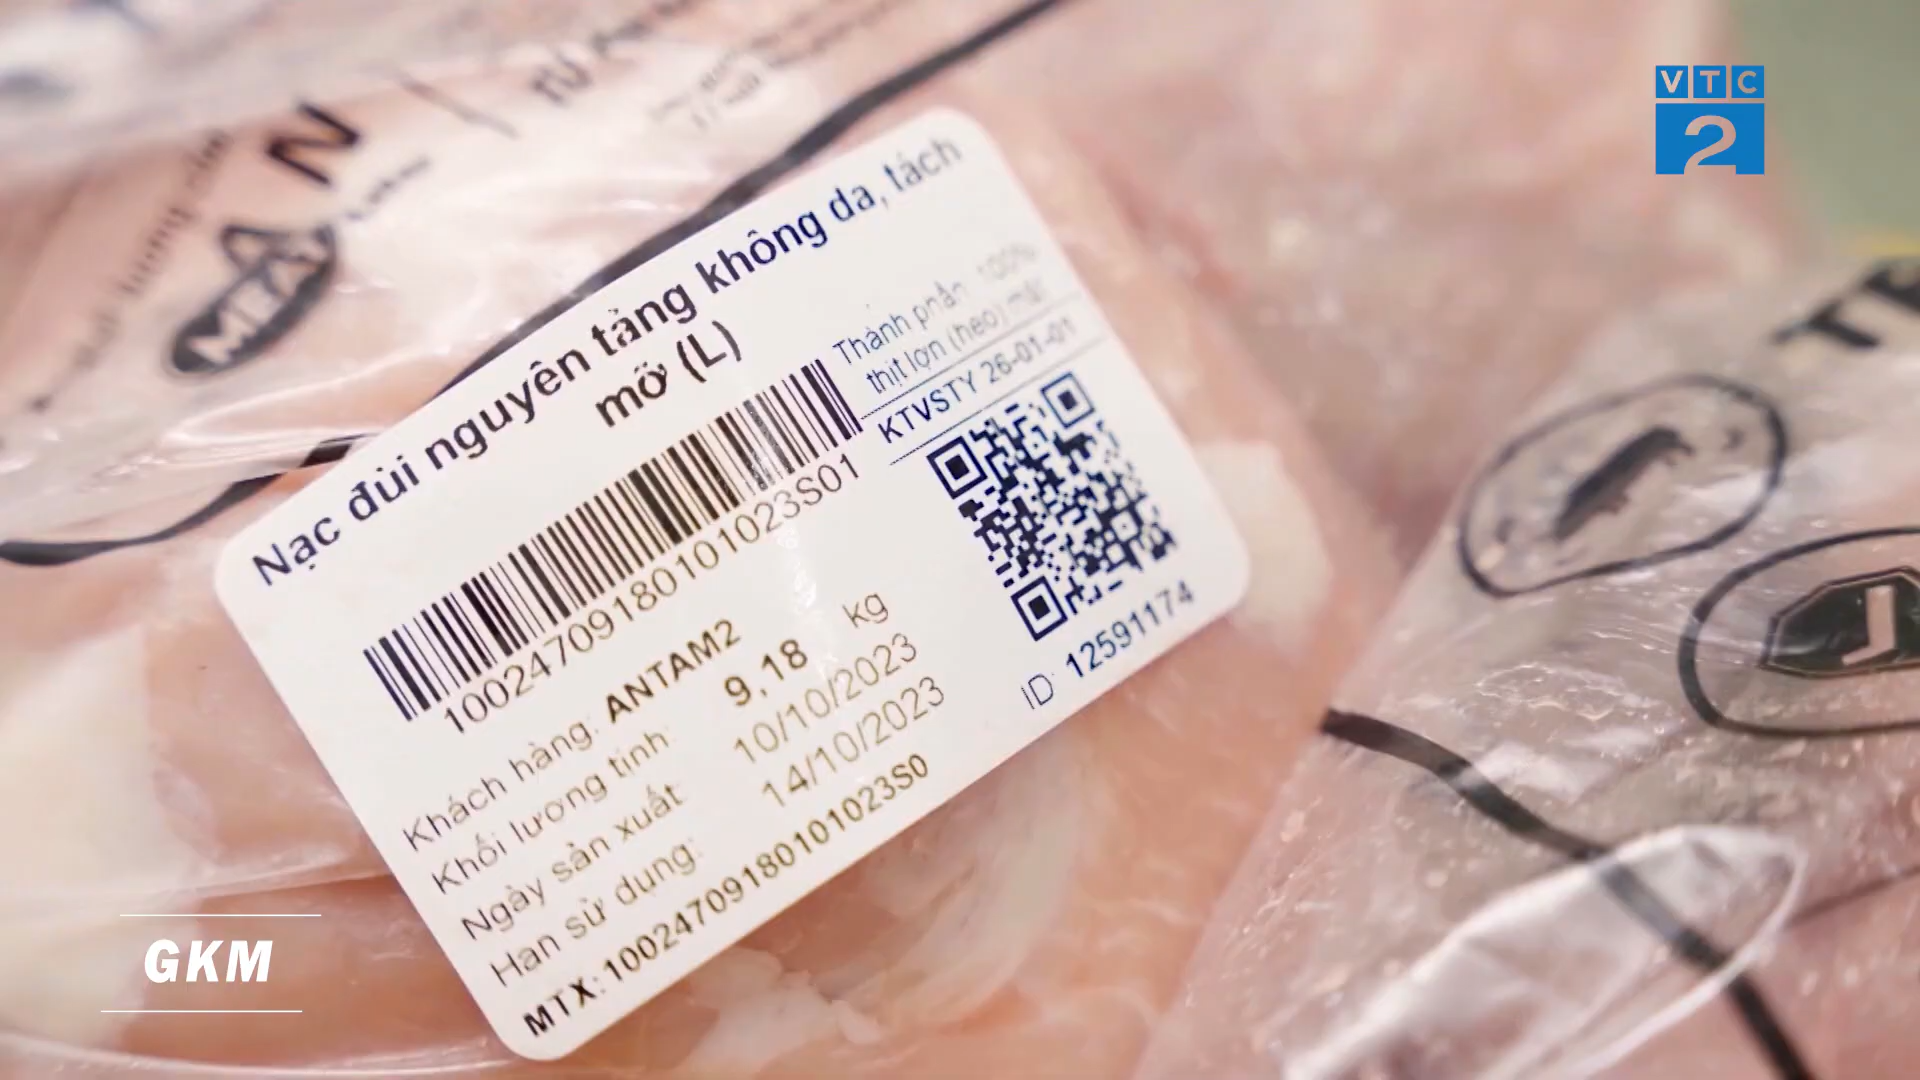 VTC
2
Nạc đùi nguyên tảng không da, tách
mỡ (L)
Thành phần 100%
thịt lợn (heo) mát
KTVSTY 26-01-01
10024709180101023S01
Khách hàng: ANTAM2
Khối lượng tịnh: 9,18 kg
Ngày sản xuất: 10/10/2023
Hạn sử dụng: 14/10/2023
MTX: 10024709180101023S0
ID: 12591174
MEAT
N
GKM